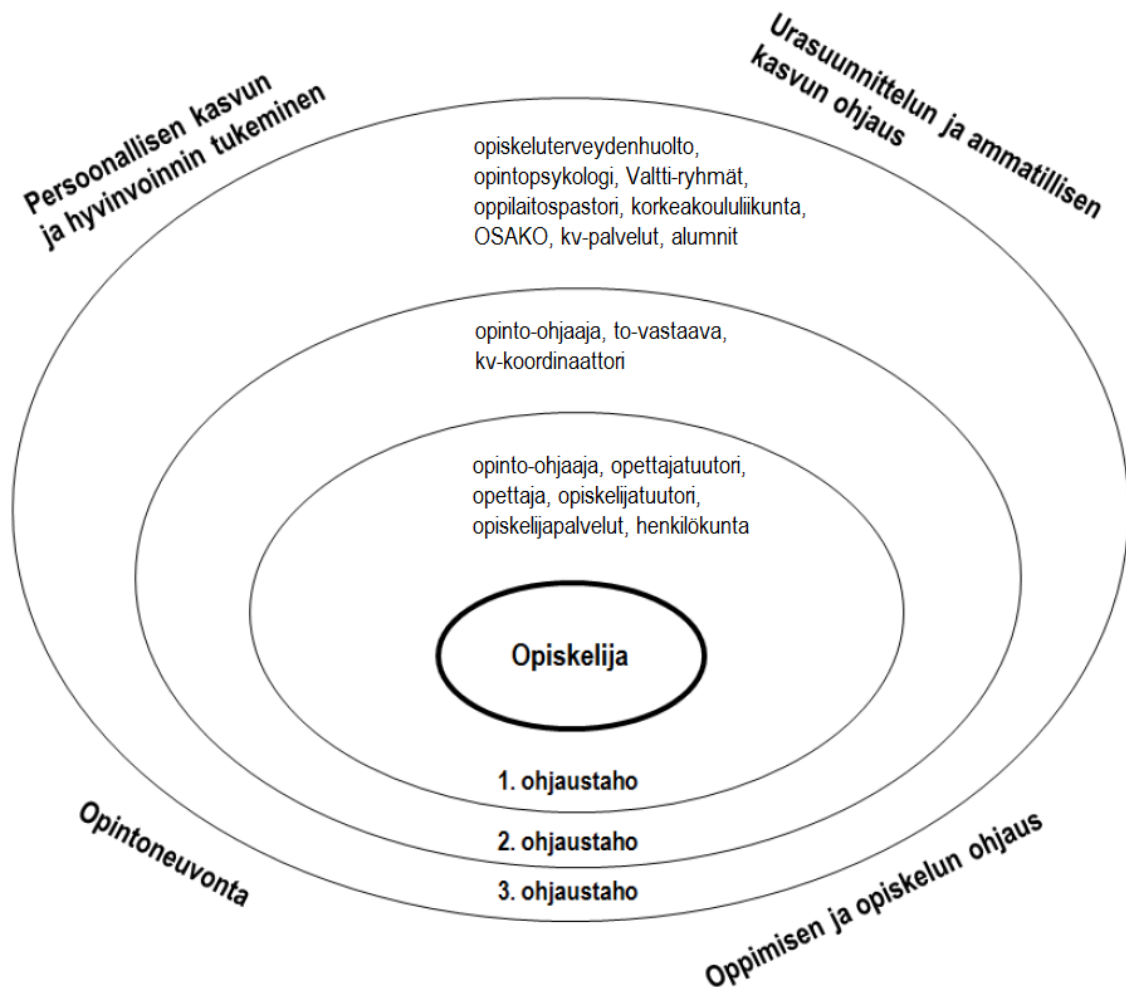 Persoonallisen kasvun
ja hyvinvoinnin tukeminen
Urasuunnittelun ja ammatillisen
kasvun ohjaus
opiskeluterveydenhuolto,
opintopsykologi, Valtti-ryhmät,
oppilaitospastori, korkeakoululiikunta,
OSAKO, kv-palvelut, alumnit
opinto-ohjaaja, to-vastaava,
kv-koordinaattori
opinto-ohjaaja, opettajatuutori,
opettaja, opiskelijatuutori,
opiskelijapalvelut, henkilökunta
Opiskelija
1. ohjaustaho
2. ohjaustaho
3. ohjaustaho
Opintoneuvonta
Oppimisen ja opiskelun ohjaus